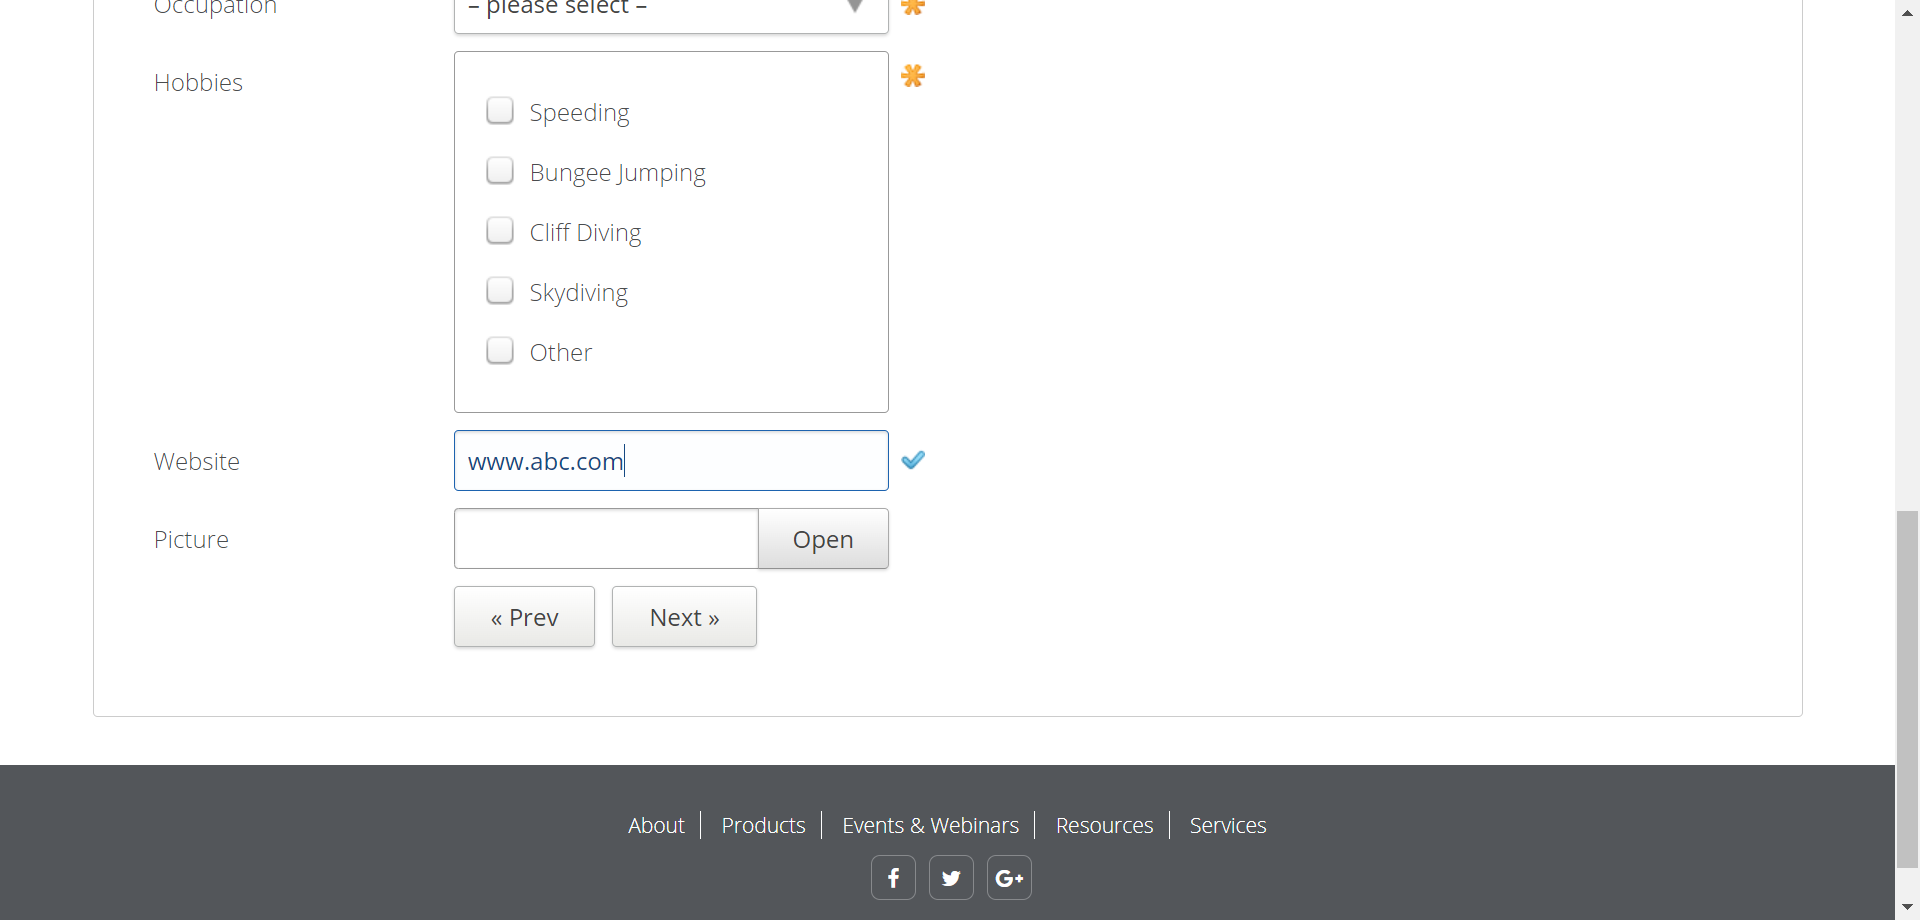 Occupation – please select –
Hobbies
Speeding
Bungee Jumping
Cliff Diving
Skydiving
Other
Website www.abc.com
Picture Open
« Prev Next »
About Products Events & Webinars Resources Services
f G+